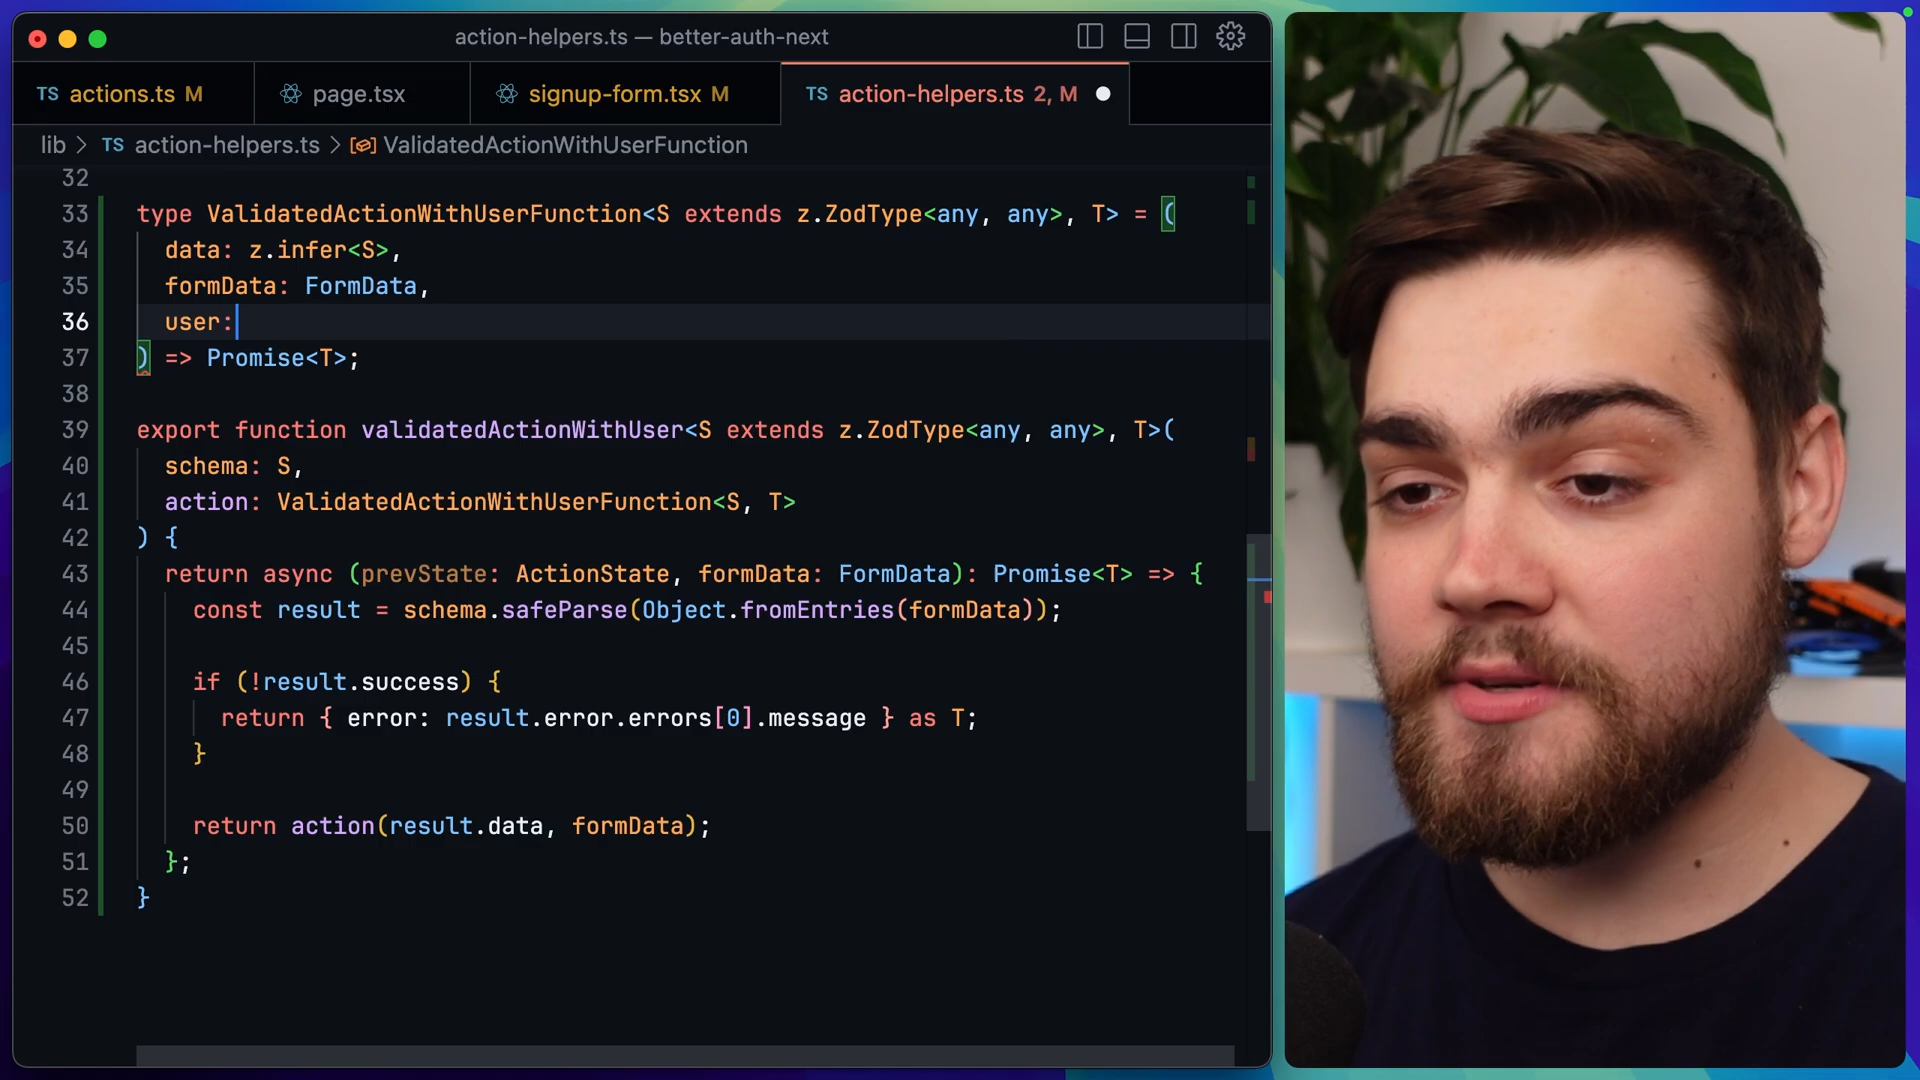 action-helpers.ts — better-auth-next
TS actions.ts M
page.tsx
signup-form.tsx M
TS action-helpers.ts 2, M
lib > TS action-helpers.ts > ValidatedActionWithUserFunction
32
33 type ValidatedActionWithUserFunction<S extends z.ZodType<any, any>, T> = (
34 data: z.infer<S>,
35 formData: FormData,
36 user:
37 ) => Promise<T>;
38
39 export function validatedActionWithUser<S extends z.ZodType<any, any>, T>(
40 schema: S,
41 action: ValidatedActionWithUserFunction<S, T>
42 ) {
43 return async (prevState: ActionState, formData: FormData): Promise<T> => {
44 const result = schema.safeParse(Object.fromEntries(formData));
45
46 if (!result.success) {
47 return { error: result.error.errors[0].message } as T;
48 }
49
50 return action(result.data, formData);
51 };
52 }